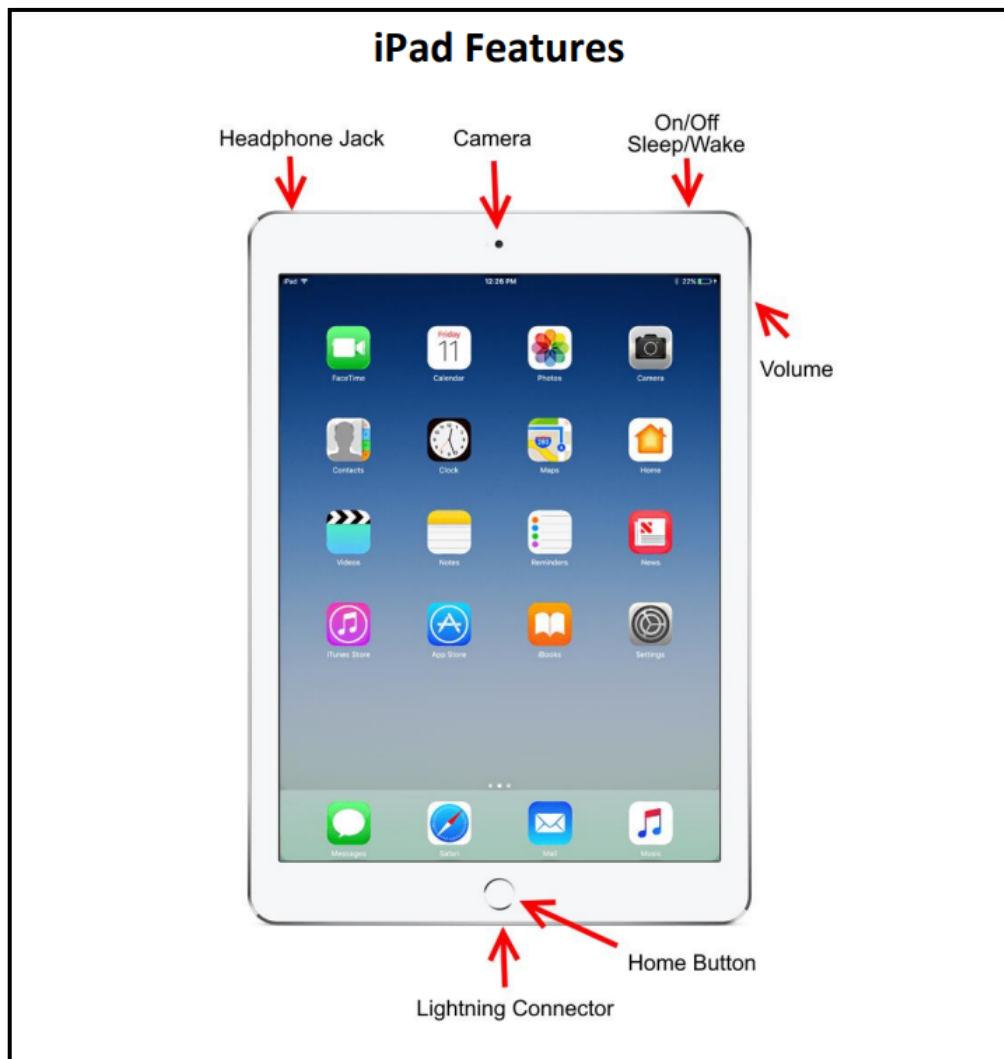 iPad Features
Headphone Jack
Camera
On/Off
Sleep/Wake
Volume
iPad
12:26 PM
22%
Friday
11
FaceTime
Calendar
Photos
Camera
280
Contacts
Clock
Maps
Home
Videos
Notes
Reminders
News
iTunes Store
App Store
iBooks
Settings
Messages
Safari
Mail
Music
Home Button
Lightning Connector